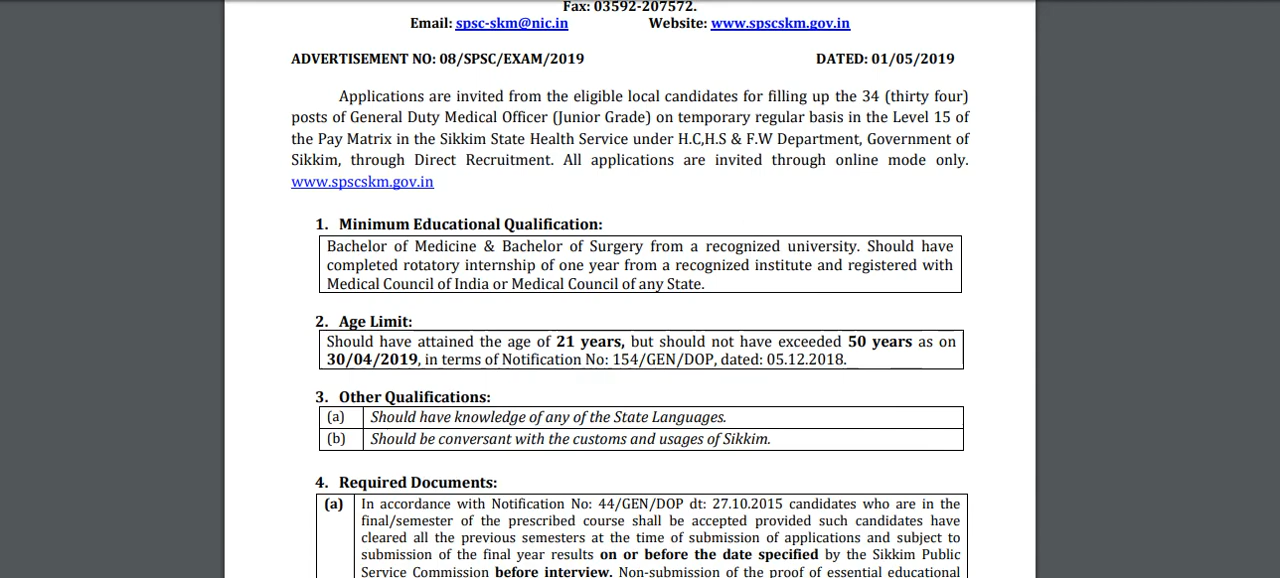 Fax: 03592-207572.
Email: spsc-skm@nic.in Website: www.spscskm.gov.in
ADVERTISEMENT NO: 08/SPSC/EXAM/2019 DATED: 01/05/2019
Applications are invited from the eligible local candidates for filling up the 34 (thirty four)
posts of General Duty Medical Officer (Junior Grade) on temporary regular basis in the Level 15 of
the Pay Matrix in the Sikkim State Health Service under H.C,H.S & F.W Department, Government of
Sikkim, through Direct Recruitment. All applications are invited through online mode only.
www.spscskm.gov.in
1. Minimum Educational Qualification:
Bachelor of Medicine & Bachelor of Surgery from a recognized university. Should have
completed rotatory internship of one year from a recognized institute and registered with
Medical Council of India or Medical Council of any State.
2. Age Limit:
Should have attained the age of 21 years, but should not have exceeded 50 years as on
30/04/2019, in terms of Notification No: 154/GEN/DOP, dated: 05.12.2018.
3. Other Qualifications:
(a) Should have knowledge of any of the State Languages.
(b) Should be conversant with the customs and usages of Sikkim.
4. Required Documents:
(a) In accordance with Notification No: 44/GEN/DOP dt: 27.10.2015 candidates who are in the
final/semester of the prescribed course shall be accepted provided such candidates have
cleared all the previous semesters at the time of submission of applications and subject to
submission of the final year results on or before the date specified by the Sikkim Public
Service Commission before interview. Non-submission of the proof of essential educational